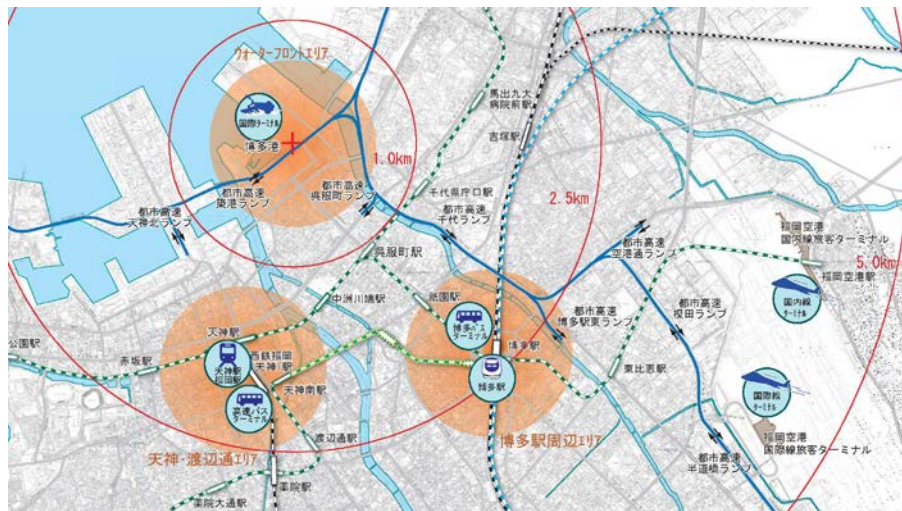 ウォーターフロントエリア
国際ターミナル
博多港
1.0km
馬出九大
病院前駅
吉塚駅
千代県庁口駅
2.5km
都市高速
天神北ランプ
都市高速
築港ランプ
都市高速
呉服町ランプ
都市高速
千代ランプ
都市高速
空港通ランプ
福岡空港
国内線旅客ターミナル
5.0km
福岡空港駅
呉服町駅
中洲川端駅
祇園駅
博多バス
ターミナル
都市高速
博多駅東ランプ
都市高速
榎田ランプ
国内線
ターミナル
公園駅
赤坂駅
天神駅
西鉄福岡
(天神)駅
天神駅
福岡駅
天神南駅
高速バス
ターミナル
博多駅
博多駅
東比恵駅
国際線
ターミナル
渡辺通駅
天神・渡辺通エリア
博多駅周辺エリア
福岡空港
国際線旅客ターミナル
都市高速
半道橋ランプ
薬院駅
薬院大通駅